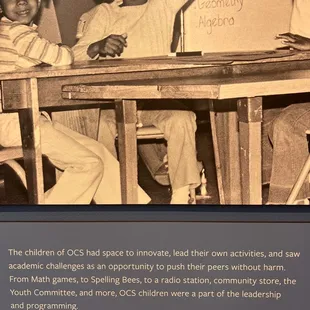 Geometry
Algebra
The children of OCS had space to innovate, lead their own activities, and saw
academic challenges as an opportunity to push their peers without harm.
From Math games, to Spelling Bees, to a radio station, community store, the
Youth Committee, and more, OCS children were a part of the leadership
and programming.